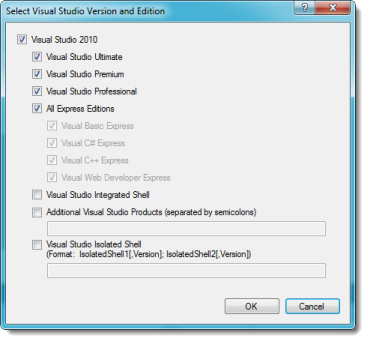 Select Visual Studio Version and Edition
Visual Studio 2010
Visual Studio Ultimate
Visual Studio Premium
Visual Studio Professional
All Express Editions
Visual Basic Express
Visual C# Express
Visual C++ Express
Visual Web Developer Express
Visual Studio Integrated Shell
Additional Visual Studio Products (separated by semicolons)
Visual Studio Isolated Shell
(Format: IsolatedShell1[,Version]; IsolatedShell2[,Version])
OK Cancel